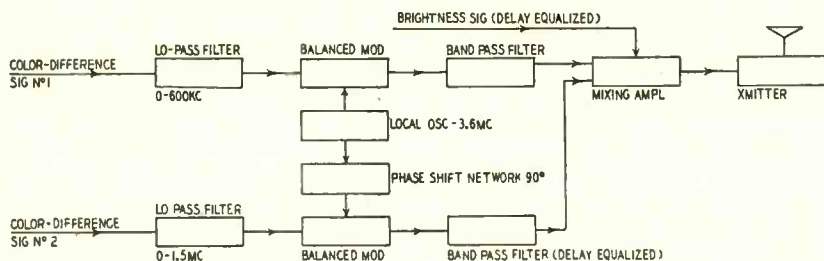 BRIGHTNESS SIG (DELAY EQUALIZED)
LO-PASS FILTER
BALANCED MOD
BAND PASS FILTER
COLOR-DIFFERENCE
SIG Nº1
0-600KC
MIXING AMPL
XMITTER
LOCAL OSC - 3.6MC
PHASE SHIFT NETWORK 90°
LO PASS FILTER
COLOR-DIFFERENCE
SIG Nº 2
0-1.5MC
BALANCED MOD
BAND PASS FILTER (DELAY EQUALIZED)